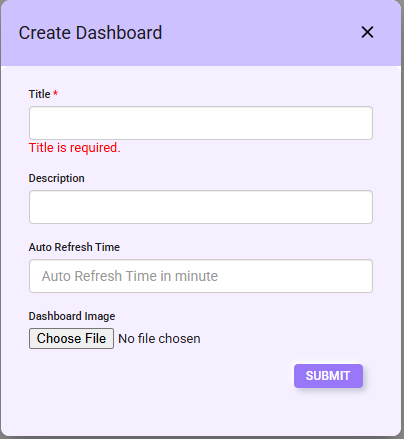 Create Dashboard
Title *
Title is required.
Description
Auto Refresh Time
Auto Refresh Time in minute
Dashboard Image
Choose File No file chosen
SUBMIT